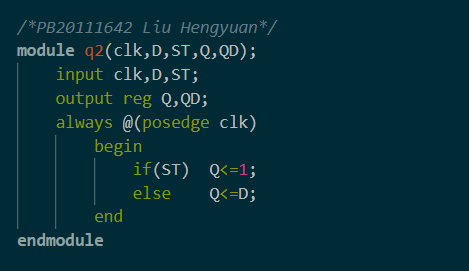 /*PB20111642 Liu Hengyuan*/
module q2(clk,D,ST,Q,QD);
    input clk,D,ST;
    output reg Q,QD;
    always @(posedge clk)
        begin
            if(ST)  Q<=1;
            else    Q<=D;
        end
endmodule